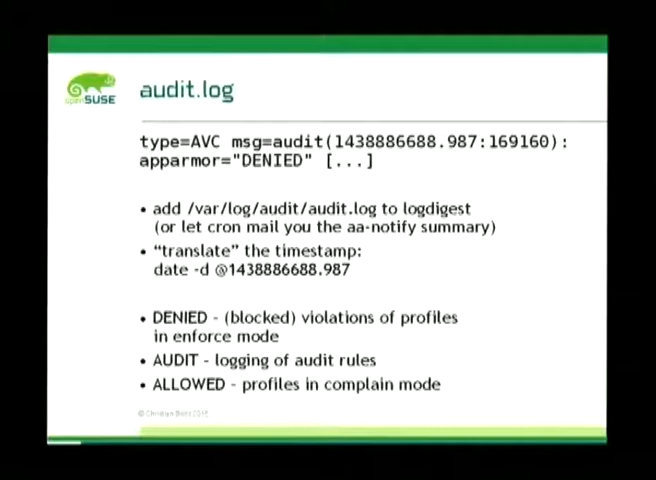 openSUSE
audit.log
type=AVC msg=audit(1438886688.987:169160):
apparmor="DENIED" [...]
• add /var/log/audit/audit.log to logdigest
(or let cron mail you the aa-notify summary)
• “translate” the timestamp:
date -d @1438886688.987
• DENIED - (blocked) violations of profiles
in enforce mode
• AUDIT - logging of audit rules
• ALLOWED - profiles in complain mode
© Christian